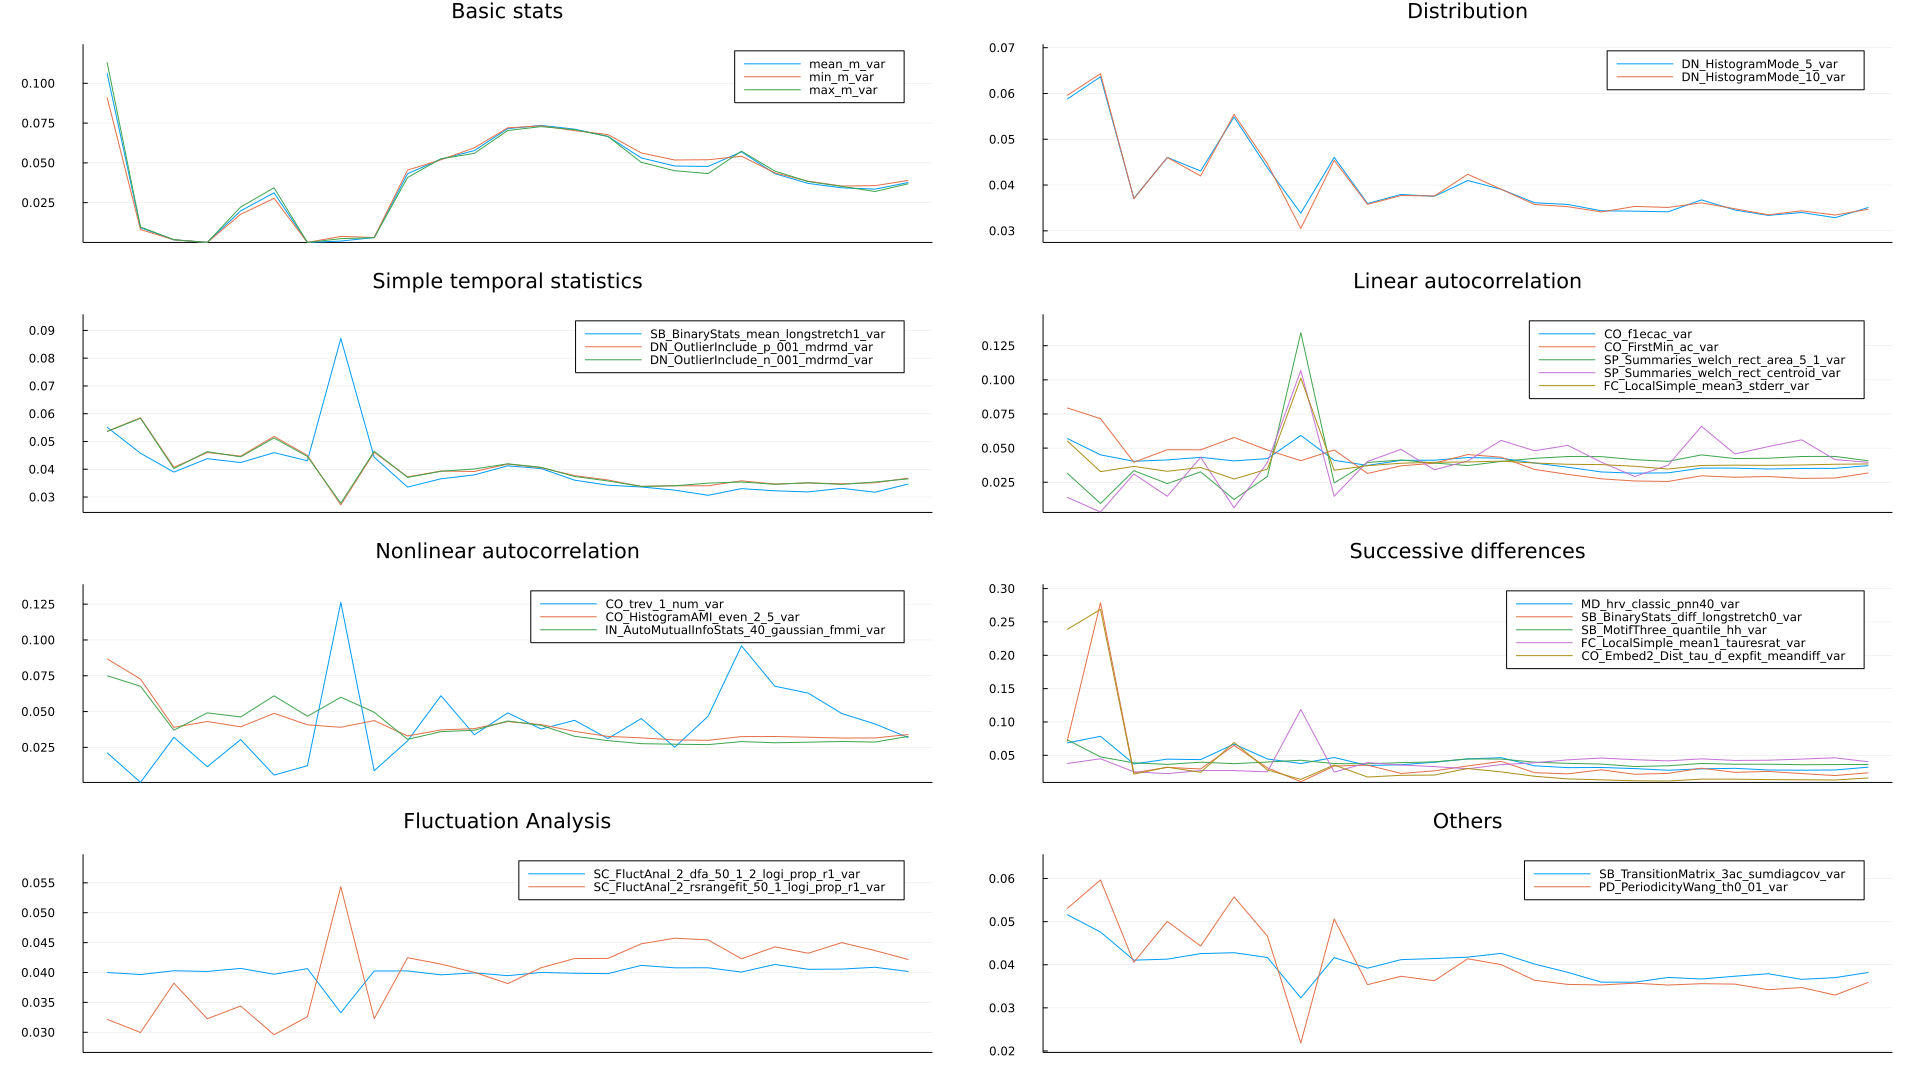 Basic stats
0.100
0.075
0.050
0.025
mean_m_var
min_m_var
max_m_var
Distribution
0.07
0.06
0.05
0.04
0.03
DN_HistogramMode_5_var
DN_HistogramMode_10_var
Simple temporal statistics
0.09
0.08
0.07
0.06
0.05
0.04
0.03
SB_BinaryStats_mean_longstretch1_var
DN_OutlierInclude_p_001_mdrmd_var
DN_OutlierInclude_n_001_mdrmd_var
Linear autocorrelation
0.125
0.100
0.075
0.050
0.025
CO_f1ecac_var
CO_FirstMin_ac_var
SP_Summaries_welch_rect_area_5_1_var
SP_Summaries_welch_rect_centroid_var
FC_LocalSimple_mean3_stderr_var
Nonlinear autocorrelation
0.125
0.100
0.075
0.050
0.025
CO_trev_1_num_var
CO_HistogramAMI_even_2_5_var
IN_AutoMutualInfoStats_40_gaussian_fmmi_var
Successive differences
0.30
0.25
0.20
0.15
0.10
0.05
MD_hrv_classic_pnn40_var
SB_BinaryStats_diff_longstretch0_var
SB_MotifThree_quantile_hh_var
FC_LocalSimple_mean1_tauresrat_var
CO_Embed2_Dist_tau_d_expfit_meandiff_var
Fluctuation Analysis
0.055
0.050
0.045
0.040
0.035
0.030
SC_FluctAnal_2_dfa_50_1_2_logi_prop_r1_var
SC_FluctAnal_2_rsrangefit_50_1_logi_prop_r1_var
Others
0.06
0.05
0.04
0.03
0.02
SB_TransitionMatrix_3ac_sumdiagcov_var
PD_PeriodicityWang_th0_01_var